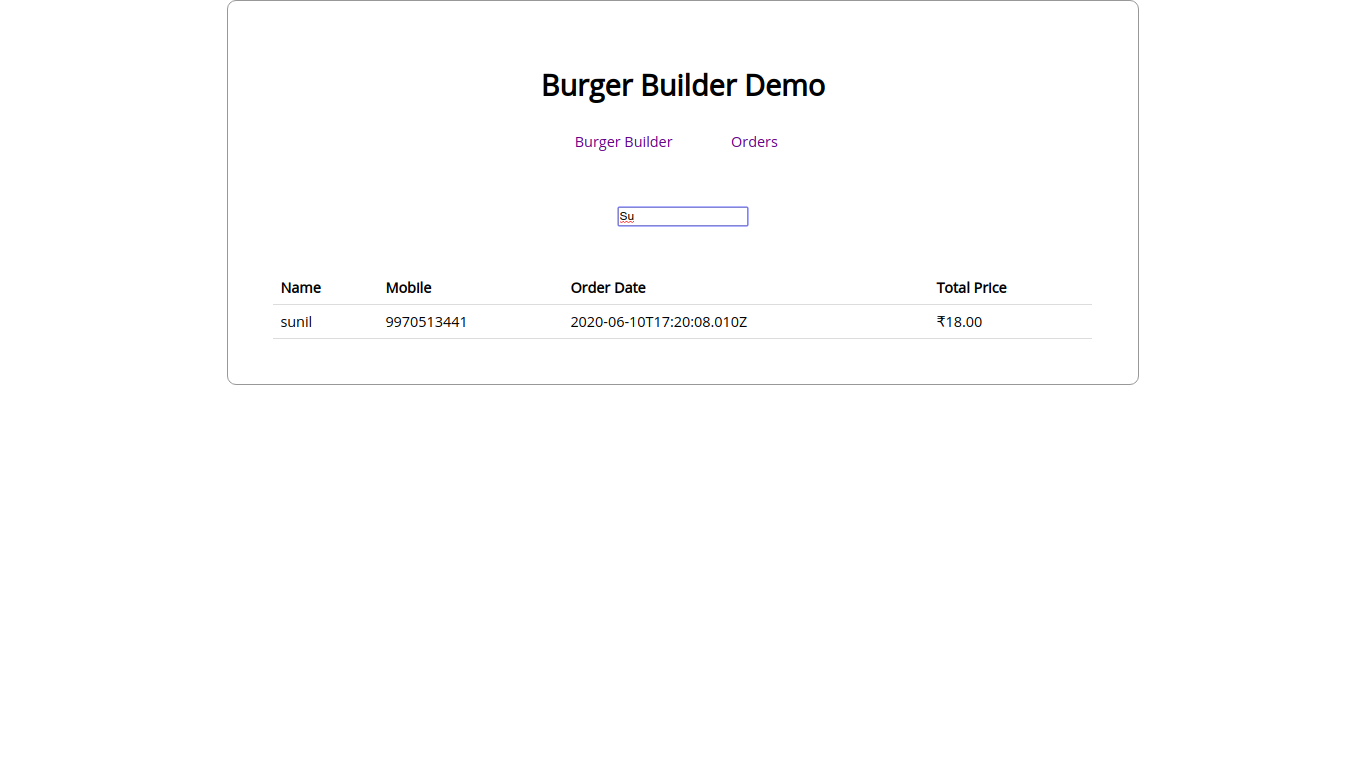 Burger Builder Demo
Burger Builder Orders
Su
Name Mobile Order Date Total Price
sunil 9970513441 2020-06-10T17:20:08.010Z ₹18.00